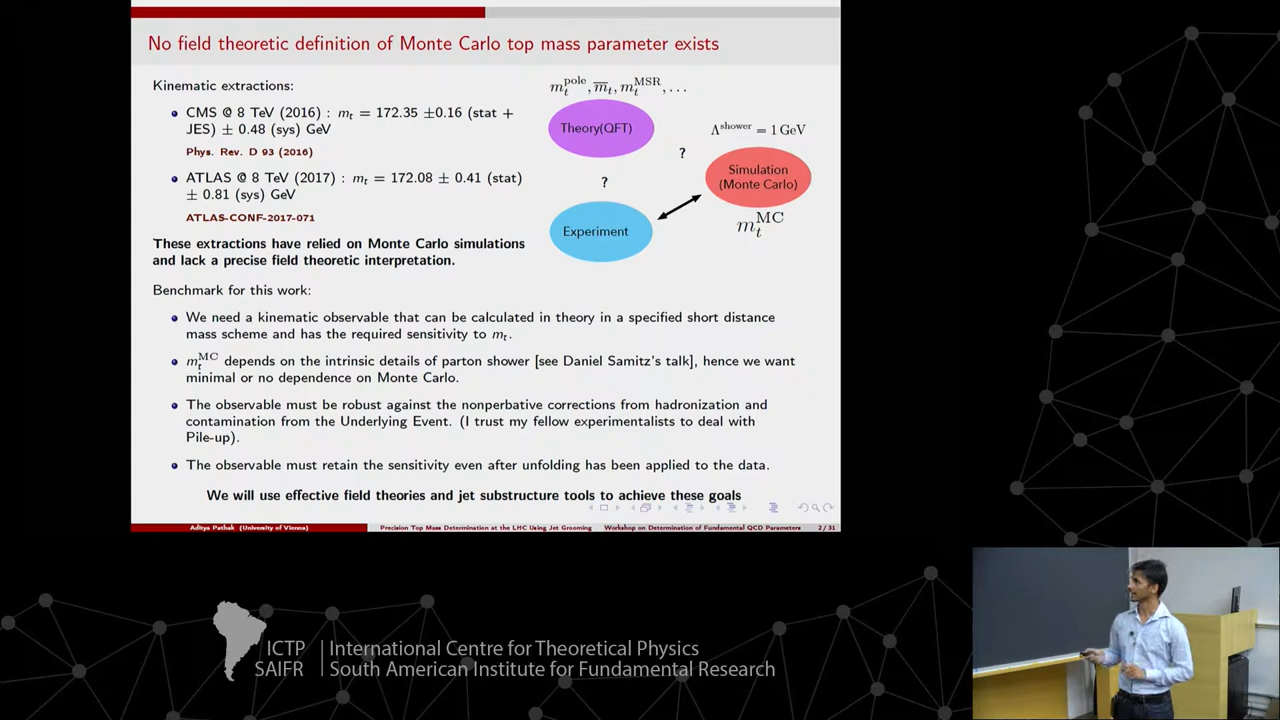 No field theoretic definition of Monte Carlo top mass parameter exists
Kinematic extractions:
CMS @ 8 TeV (2016) : m_t = 172.35 ±0.16 (stat +
JES) ± 0.48 (sys) GeV
Phys. Rev. D 93 (2016)
ATLAS @ 8 TeV (2017) : m_t = 172.08 ± 0.41 (stat)
± 0.81 (sys) GeV
ATLAS-CONF-2017-071
These extractions have relied on Monte Carlo simulations
and lack a precise field theoretic interpretation.
m_t^pole, m̅_t, m_t^MSR, ...
Theory(QFT)
Λ^shower = 1 GeV
?
Simulation
(Monte Carlo)
?
m_t^MC
Experiment
Benchmark for this work:
We need a kinematic observable that can be calculated in theory in a specified short distance
mass scheme and has the required sensitivity to m_t.
m_t^MC depends on the intrinsic details of parton shower [see Daniel Samitz's talk], hence we want
minimal or no dependence on Monte Carlo.
The observable must be robust against the nonperbative corrections from hadronization and
contamination from the Underlying Event. (I trust my fellow experimentalists to deal with
Pile-up).
The observable must retain the sensitivity even after unfolding has been applied to the data.
We will use effective field theories and jet substructure tools to achieve these goals
Aditya Pathak (University of Vienna) Precision Top Mass Determination at the LHC Using Jet Grooming Workshop on Determination of Fundamental QCD Parameters 2 / 31
ICTP International Centre for Theoretical Physics
SAIFR South American Institute for Fundamental Research